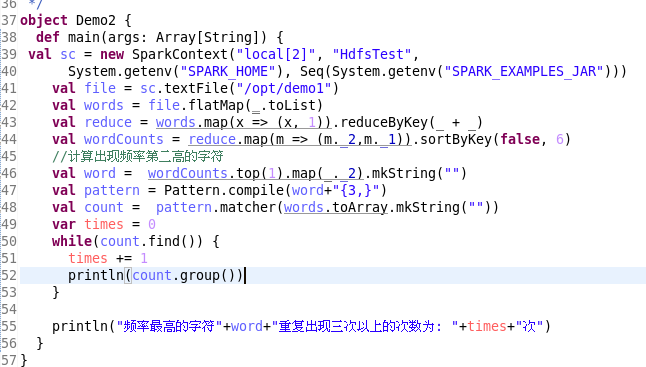 36 */
37 object Demo2 {
38 def main(args: Array[String]) {
39 val sc = new SparkContext("local[2]", "HdfsTest",
40 System.getenv("SPARK_HOME"), Seq(System.getenv("SPARK_EXAMPLES_JAR")))
41 val file = sc.textFile("/opt/demo1")
42 val words = file.flatMap(_.toList)
43 val reduce = words.map(x => (x, 1)).reduceByKey(_ + _)
44 val wordCounts = reduce.map(m => (m._2,m._1)).sortByKey(false, 6)
45 //计算出现频率第二高的字符
46 val word = wordCounts.top(1).map(_._2).mkString("")
47 val pattern = Pattern.compile(word+"{3,}")
48 val count = pattern.matcher(words.toArray.mkString(""))
49 var times = 0
50 while(count.find()) {
51 times += 1
52 println(count.group())
53 }
54
55 println("频率最高的字符"+word+"重复出现三次以上的次数为: "+times+"次")
56 }
57 }